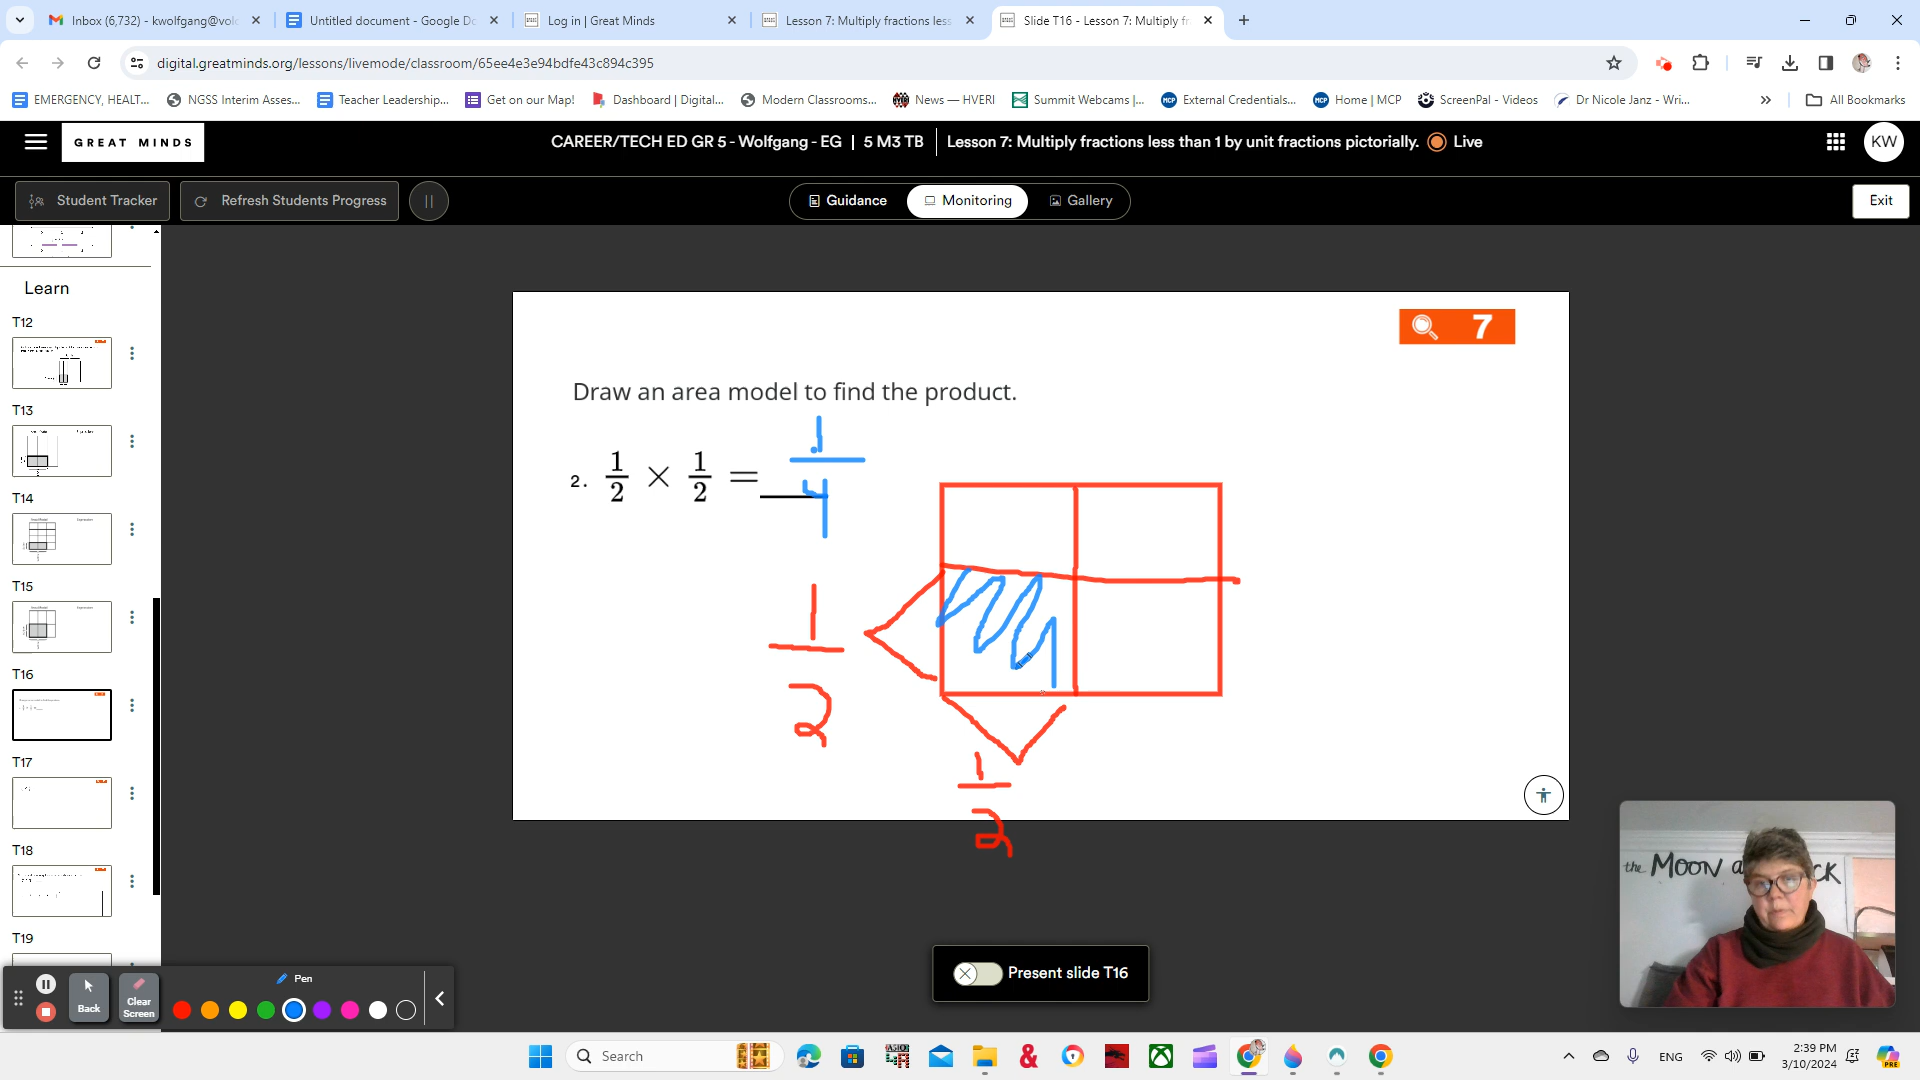 Inbox (6,732) - kwolfgang@volc
Untitled document - Google Do
Log in | Great Minds
Lesson 7: Multiply fractions less
Slide T16 - Lesson 7: Multiply fr
digital.greatminds.org/lessons/livemode/classroom/65ee4e3e94bdfe43c894c395
EMERGENCY, HEALT...
NGSS Interim Asses...
Teacher Leadership...
Get on our Map!
Dashboard | Digital...
Modern Classrooms...
News — HVERI
Summit Webcams |...
External Credentials...
Home | MCP
ScreenPal - Videos
Dr Nicole Janz - Wri...
All Bookmarks
GREAT MINDS
CAREER/TECH ED GR 5 - Wolfgang - EG | 5 M3 TB
Lesson 7: Multiply fractions less than 1 by unit fractions pictorially.
Live
KW
Student Tracker
Refresh Students Progress
Guidance
Monitoring
Gallery
Exit
Learn
T12
T13
T14
T15
T16
T17
T18
T19
7
Draw an area model to find the product.
2. 1/2 × 1/2 = 1/4
1/2
1/2
the MOON a CK
Present slide T16
Pen
Back
Clear
Screen
Search
ENG
2:39 PM
3/10/2024